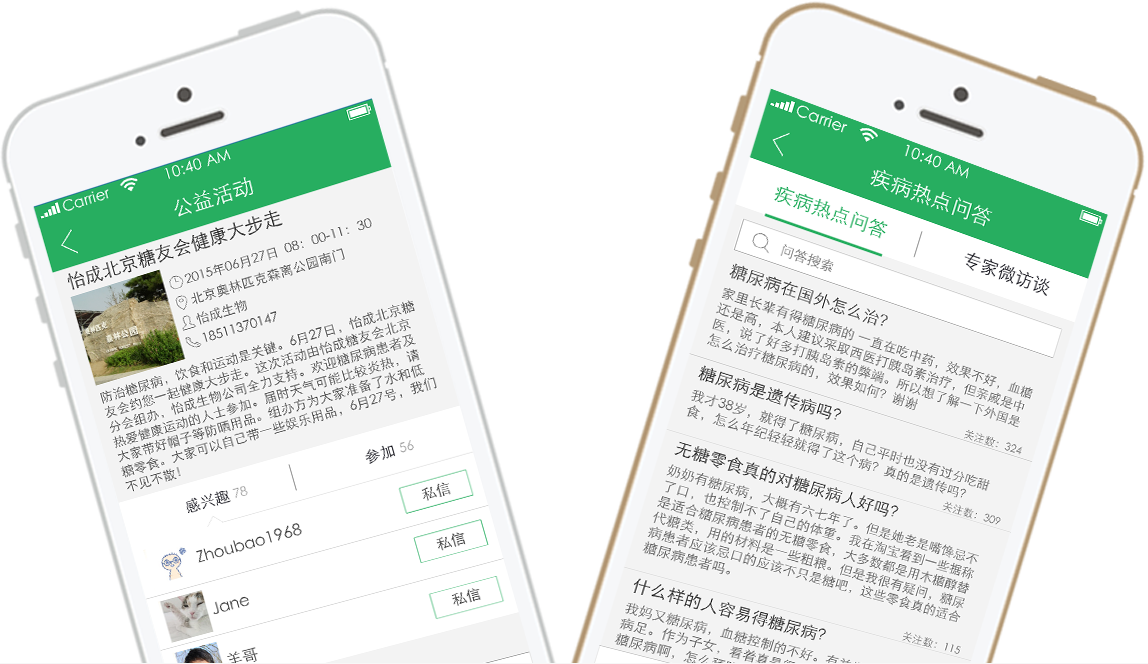 Carrier
10:40 AM
公益活动
怡成北京糖友会健康大步走
2015年06月27日 08：00-11：30
北京奥林匹克森离公园南门
怡成生物
18511370147
防治糖尿病，饮食和运动是关键。6月27日，怡成北京糖
友会约您一起健康大步走。这次活动由怡成糖友会北京
分会组办，怡成生物公司全力支持。欢迎糖尿病患者及
热爱健康运动的人士参加。届时天气可能比较炎热，请
大家带好帽子等防晒用品。组办方为大家准备了水和低
糖零食。大家可以自己带一些娱乐用品，6月27号，我们
不见不散！
感兴趣 78
参加 56
Zhoubao1968
私信
Jane
私信
羊哥
私信
Carrier
10:40 AM
疾病热点问答
疾病热点问答
专家微访谈
问答搜索
糖尿病在国外怎么治？
家里长辈有得糖尿病的 一直在吃中药，效果不好，血糖
还是高，本人建议采取西医打胰岛素治疗，但亲戚是中
医，说了好多打胰岛素的弊端。所以想了解一下外国是
怎么治疗糖尿病的，效果如何？谢谢
关注数：324
糖尿病是遗传病吗？
我才38岁，就得了糖尿病，自己平时也没有过分吃甜
食，怎么年纪轻轻就得了这个病？真的是遗传吗？
关注数：309
无糖零食真的对糖尿病人好吗？
奶奶有糖尿病，大概有六七年了。但是她老是嘴馋忌不
了口，也控制不了自己的体重。我在淘宝看到一些据称
是适合糖尿病患者的无糖零食，大多数都是用木糖醇替
代糖类，用的材料是一些粗粮。但是我很有疑问，糖尿
病患者应该忌口的应该不只是糖吧，这些零食真的适合
糖尿病患者吗。
关注数：115
什么样的人容易得糖尿病？
我妈又糖尿病，血糖控制的不好。有
病足。作为子女，看着真是
糖尿病啊，怎么